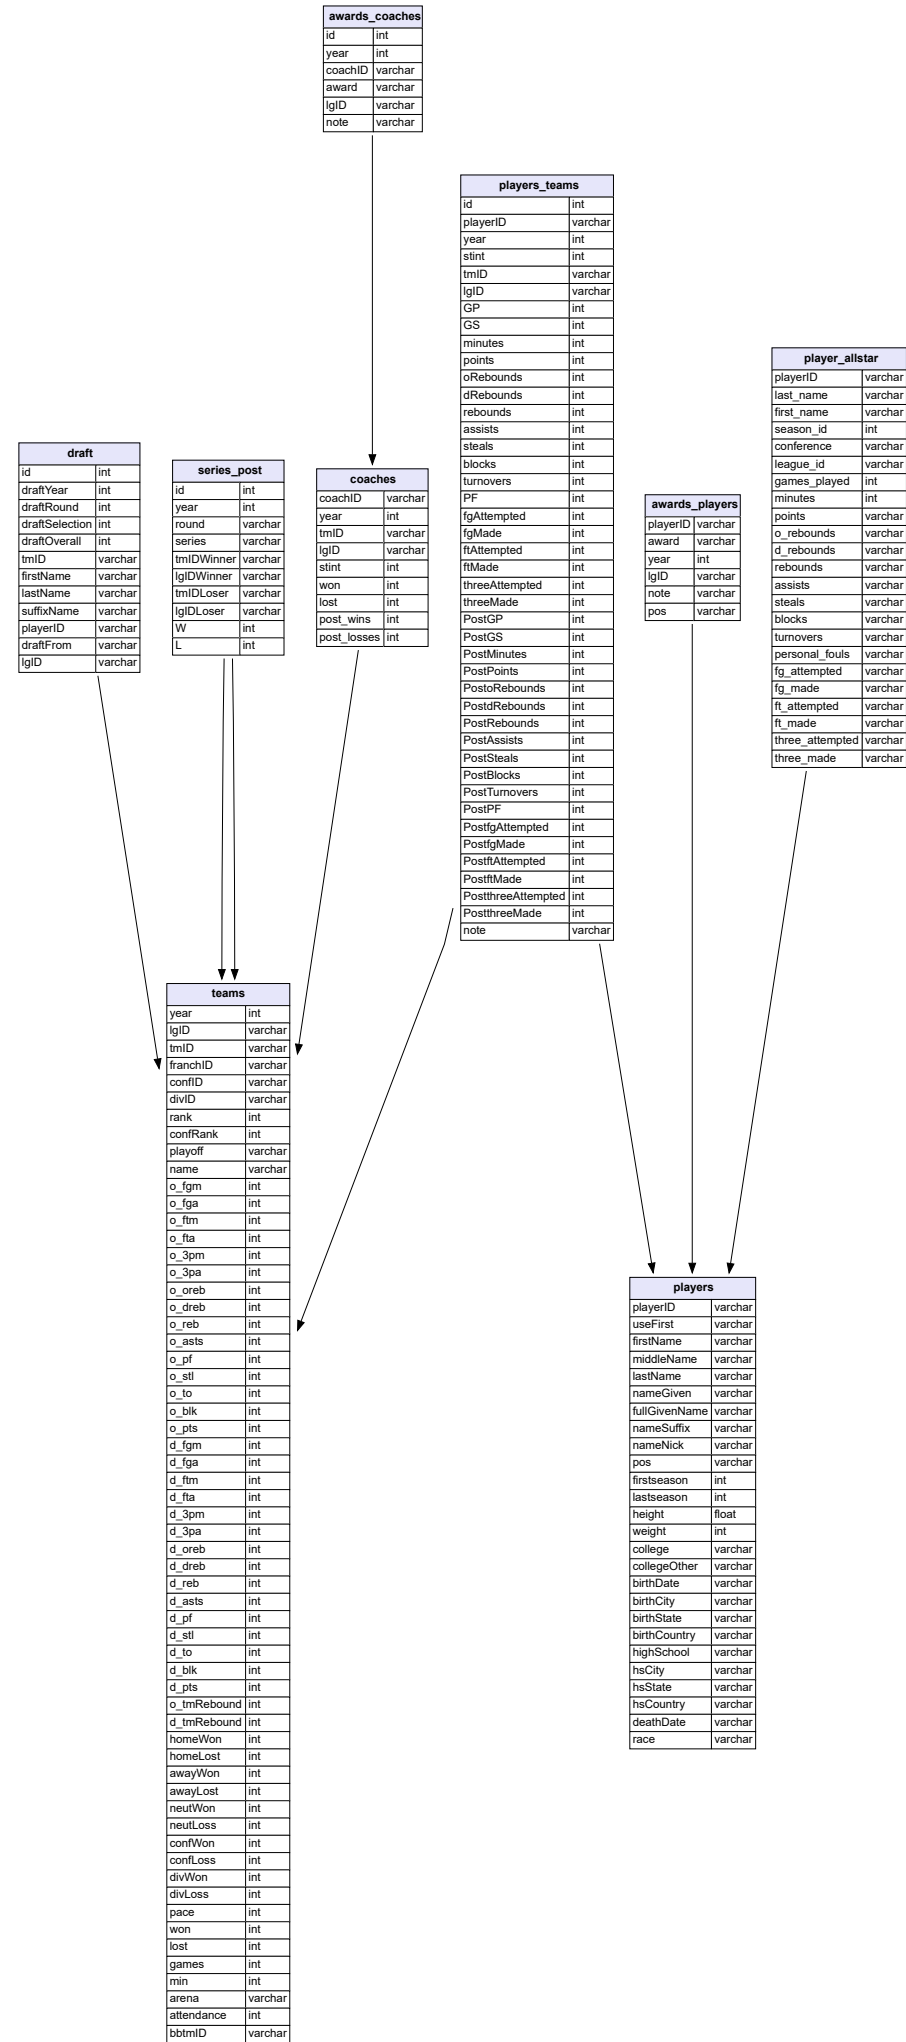 awards_coaches
id int
year int
coachID varchar
award varchar
lgID varchar
note varchar
players_teams
id int
playerID varchar
year int
stint int
tmID varchar
lgID varchar
GP int
GS int
minutes int
points int
oRebounds int
dRebounds int
rebounds int
assists int
steals int
blocks int
turnovers int
PF int
fgAttempted int
fgMade int
ftAttempted int
ftMade int
threeAttempted int
threeMade int
PostGP int
PostGS int
PostMinutes int
PostPoints int
PostoRebounds int
PostdRebounds int
PostRebounds int
PostAssists int
PostSteals int
PostBlocks int
PostTurnovers int
PostPF int
PostfgAttempted int
PostfgMade int
PostftAttempted int
PostftMade int
PostthreeAttempted int
PostthreeMade int
note varchar
player_allstar
playerID varchar
last_name varchar
first_name varchar
season_id int
conference varchar
league_id varchar
games_played int
minutes int
points varchar
o_rebounds varchar
d_rebounds varchar
rebounds varchar
assists varchar
steals varchar
blocks varchar
turnovers varchar
personal_fouls varchar
fg_attempted varchar
fg_made varchar
ft_attempted varchar
ft_made varchar
three_attempted varchar
three_made varchar
draft
id int
draftYear int
draftRound int
draftSelection int
draftOverall int
tmID varchar
firstName varchar
lastName varchar
suffixName varchar
playerID varchar
draftFrom varchar
lgID varchar
series_post
id int
year int
round varchar
series varchar
tmIDWinner varchar
lgIDWinner varchar
tmIDLoser varchar
lgIDLoser varchar
W int
L int
coaches
coachID varchar
year int
tmID varchar
lgID varchar
stint int
won int
lost int
post_wins int
post_losses int
awards_players
playerID varchar
award varchar
year int
lgID varchar
note varchar
pos varchar
teams
year int
lgID varchar
tmID varchar
franchID varchar
confID varchar
divID varchar
rank int
confRank int
playoff varchar
name varchar
o_fgm int
o_fga int
o_ftm int
o_fta int
o_3pm int
o_3pa int
o_oreb int
o_dreb int
o_reb int
o_asts int
o_pf int
o_stl int
o_to int
o_blk int
o_pts int
d_fgm int
d_fga int
d_ftm int
d_fta int
d_3pm int
d_3pa int
d_oreb int
d_dreb int
d_reb int
d_asts int
d_pf int
d_stl int
d_to int
d_blk int
d_pts int
o_tmRebound int
d_tmRebound int
homeWon int
homeLost int
awayWon int
awayLost int
neutWon int
neutLoss int
confWon int
confLoss int
divWon int
divLoss int
pace int
won int
lost int
games int
min int
arena varchar
attendance int
bbtmID varchar
players
playerID varchar
useFirst varchar
firstName varchar
middleName varchar
lastName varchar
nameGiven varchar
fullGivenName varchar
nameSuffix varchar
nameNick varchar
pos varchar
firstseason int
lastseason int
height float
weight int
college varchar
collegeOther varchar
birthDate varchar
birthCity varchar
birthState varchar
birthCountry varchar
highSchool varchar
hsCity varchar
hsState varchar
hsCountry varchar
deathDate varchar
race varchar